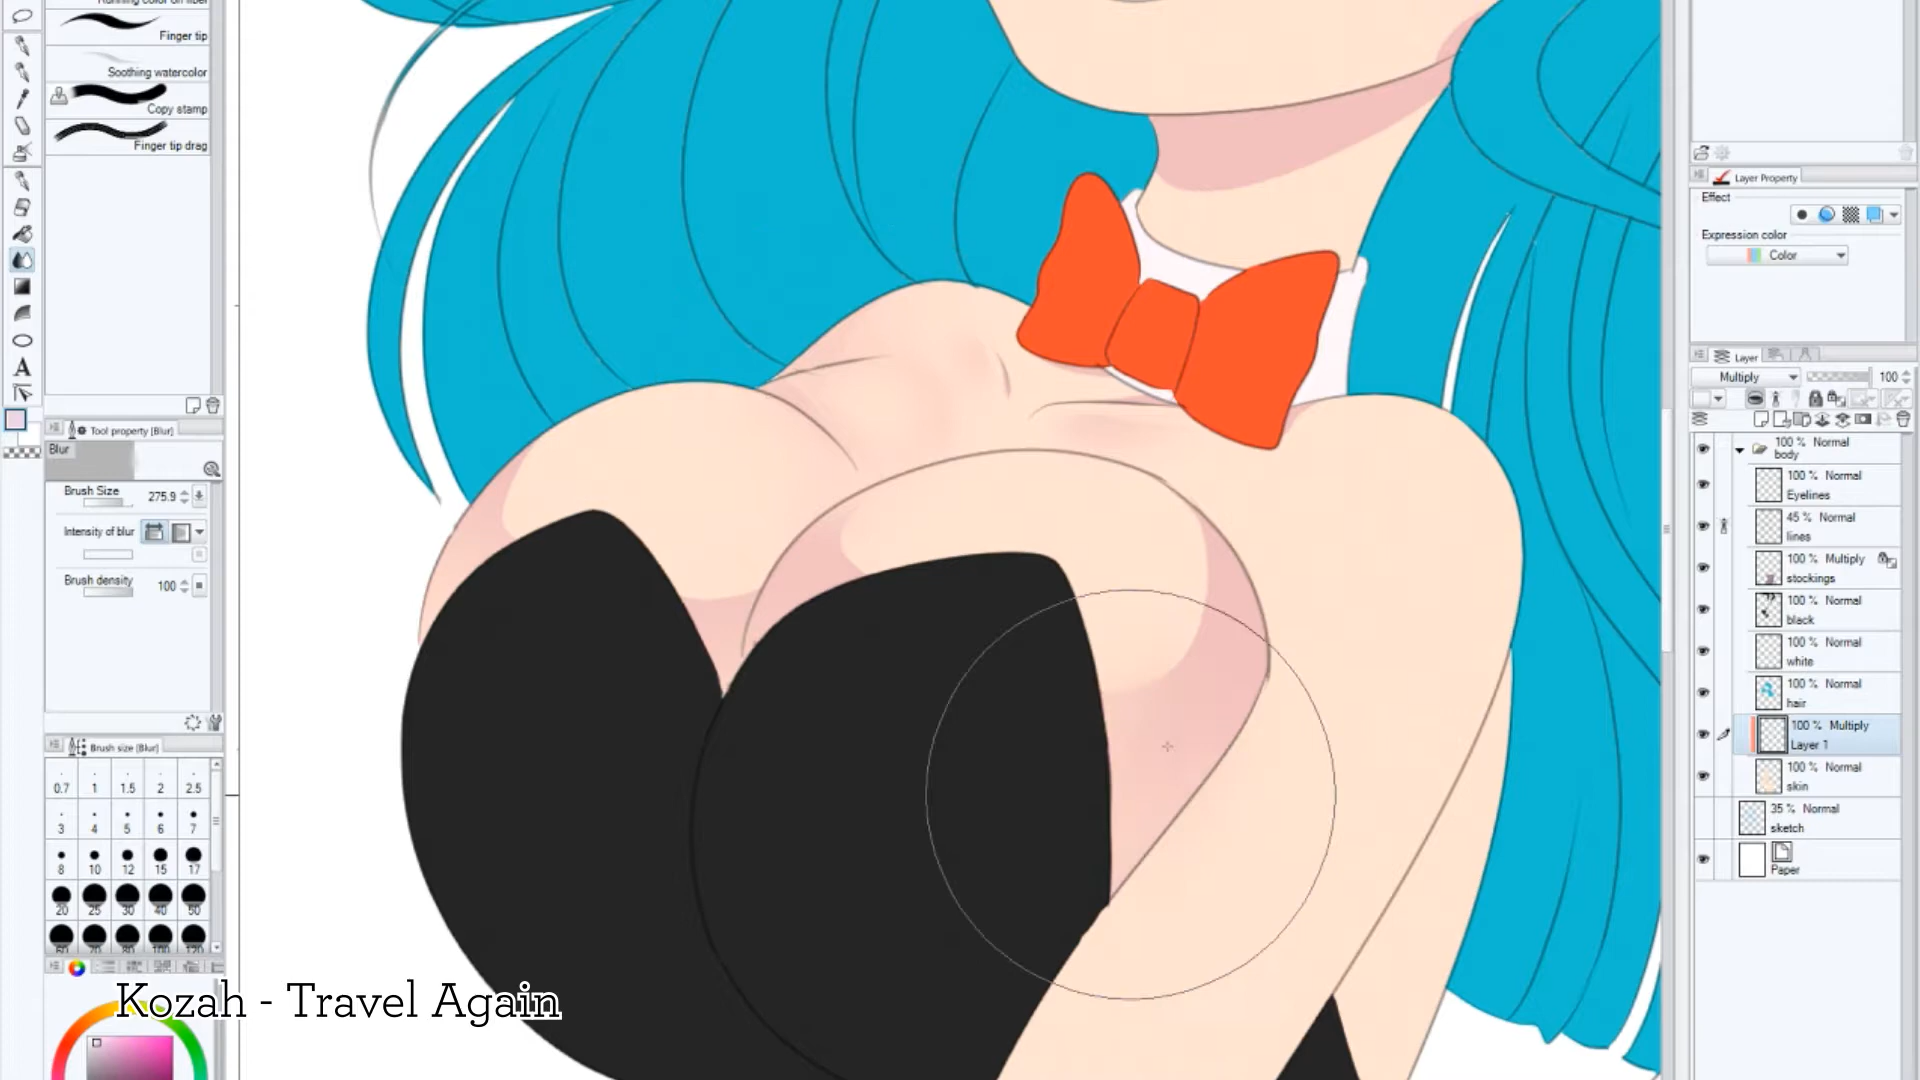 Finger tip
Soothing watercolor
Copy stamp
Finger tip drag
A
Tool property [Blur]
Blur
Brush Size 275.9
Intensity of blur
Brush density 100
Brush size [Blur]
0.7 1 1.5 2 2.5
3 4 5 6 7
8 10 12 15 17
20 25 30 40 50
Kozah - Travel Again
Layer Property
Effect
Expression color
Color
Layer
Multiply 100
100 % Normal
body
100 % Normal
Eyelines
45 % Normal
lines
100 % Multiply
stockings
100 % Normal
black
100 % Normal
white
100 % Normal
hair
100 % Multiply
Layer 1
100 % Normal
skin
35 % Normal
sketch
Paper